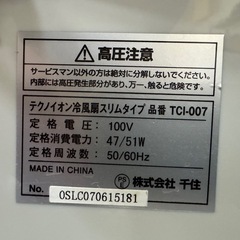 高圧注意
サービスマン以外の方は絶対に分解しないでください。
内部には高圧発生部分が有り、万一、触ると危険です。
テクノイオン冷風扇スリムタイプ 品番 TCI-007
定格電圧: 100V
定格消費電力: 47/51W
定格周波数: 50/60Hz
MADE IN CHINA
PS E 株式会社 千住
No. OSLC070615181